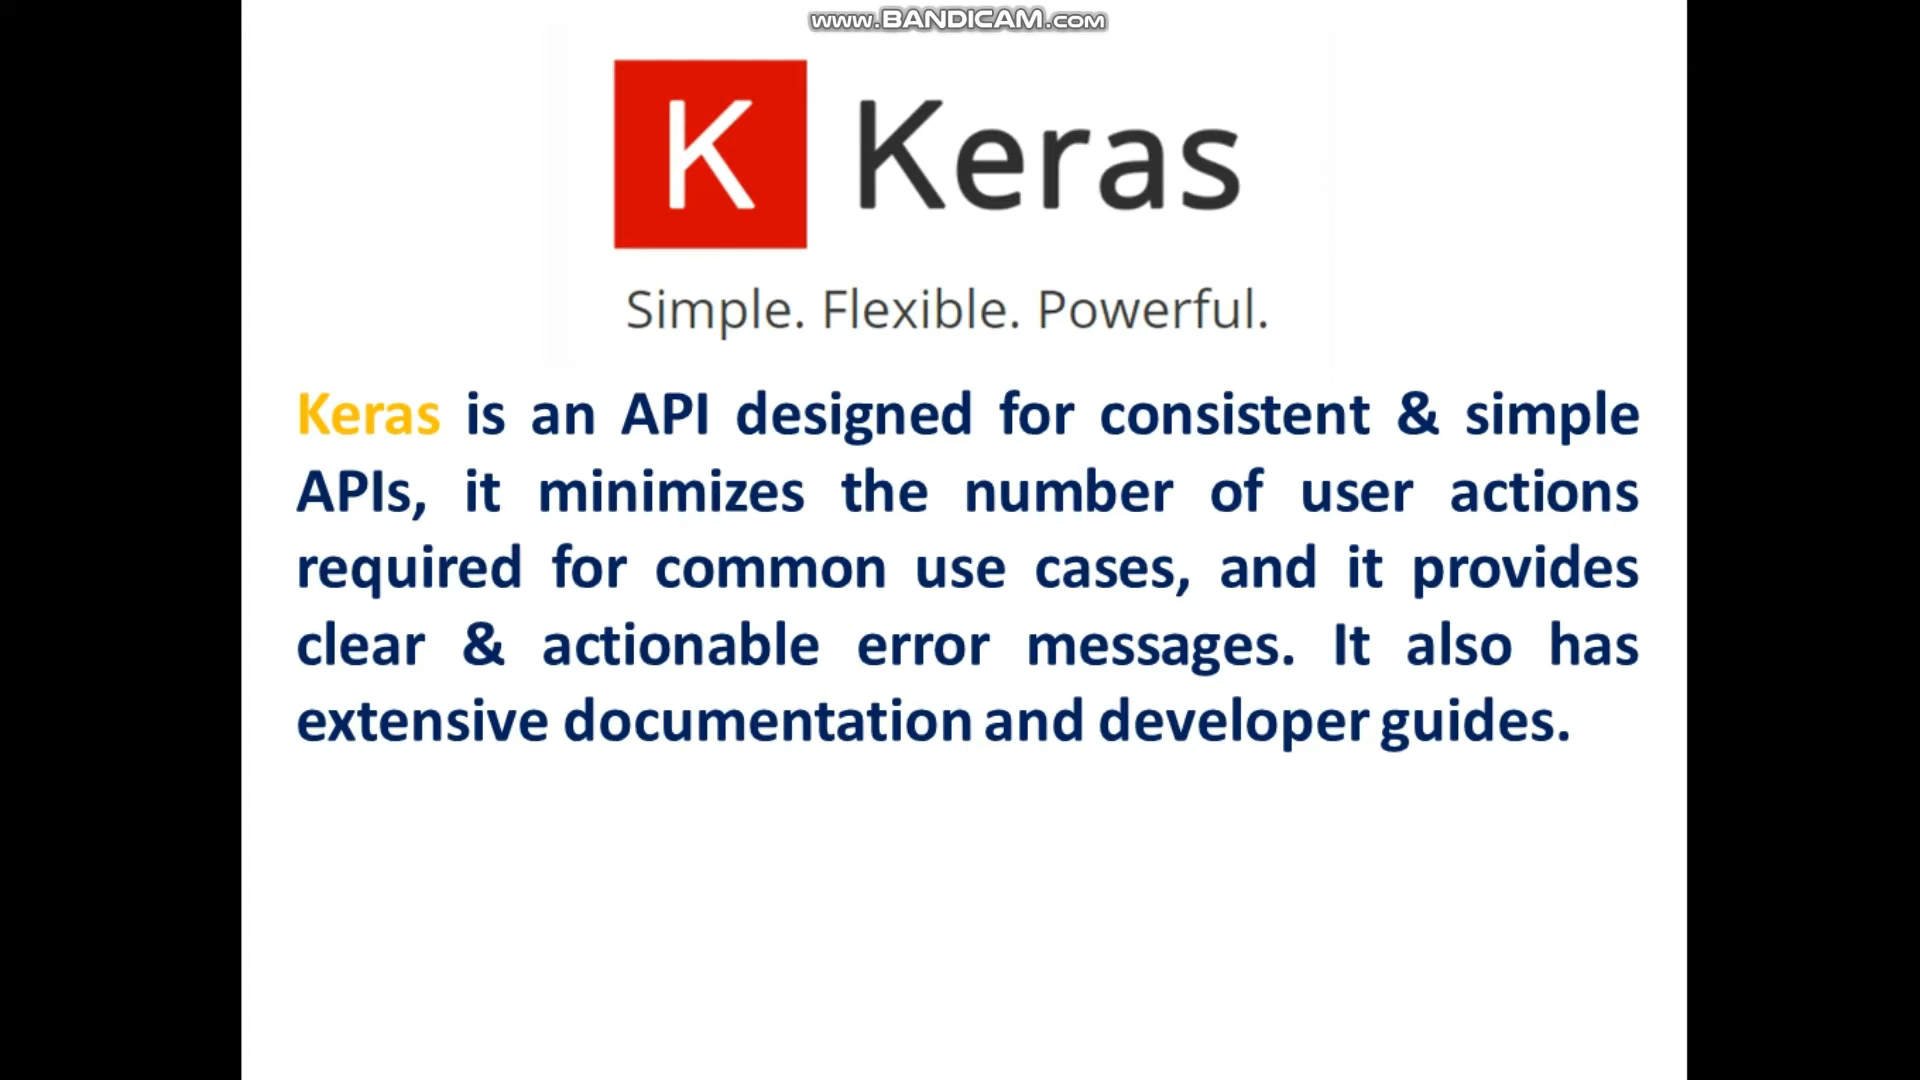 www.BANDICAM.com
K Keras
Simple. Flexible. Powerful.
Keras is an API designed for consistent & simple
APIs, it minimizes the number of user actions
required for common use cases, and it provides
clear & actionable error messages. It also has
extensive documentation and developer guides.